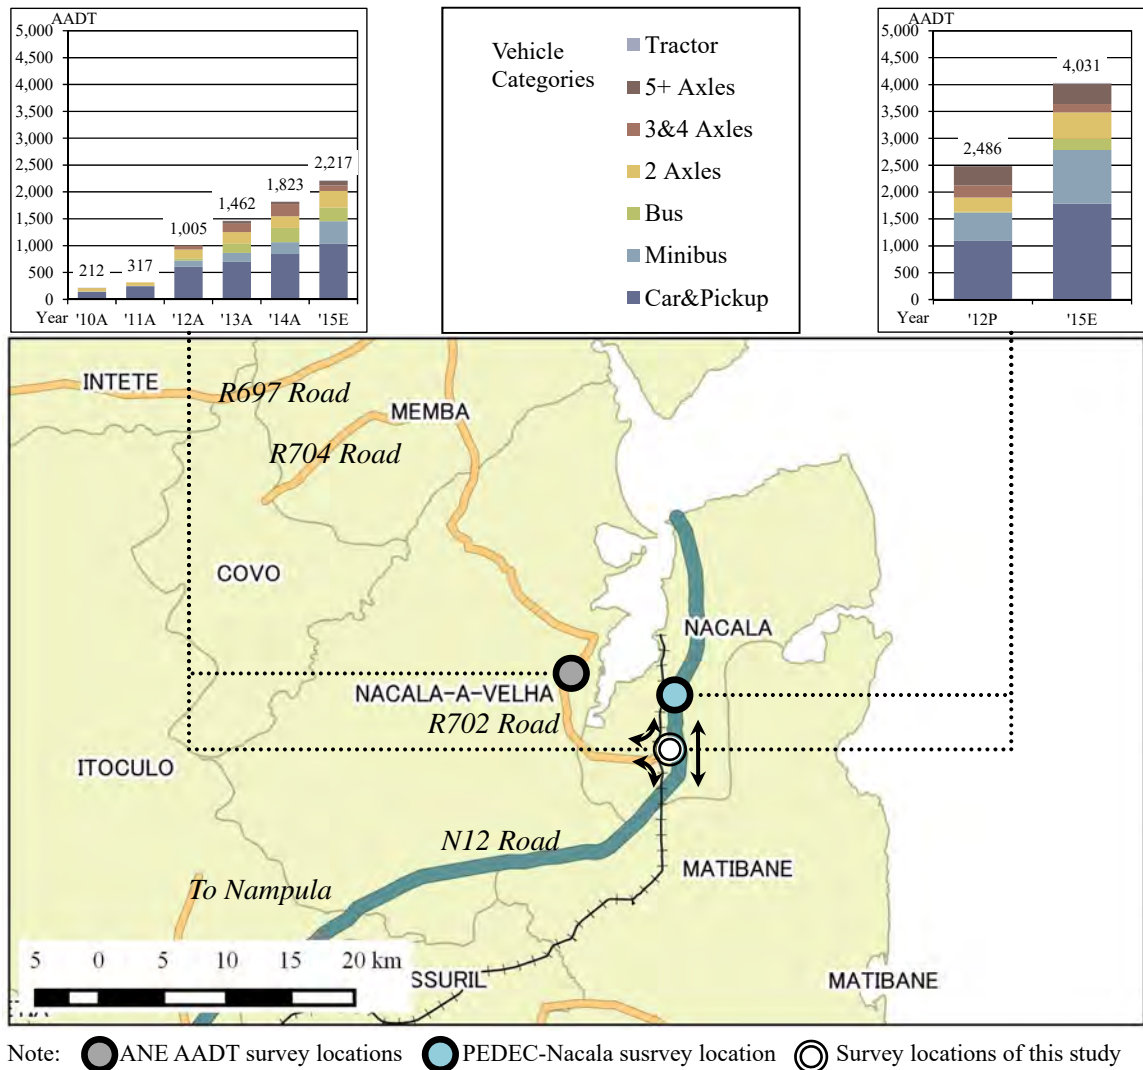 AADT
5,000
4,500
4,000
3,500
3,000
2,500
2,000
1,500
1,000
500
0
212
317
1,005
1,462
1,823
2,217
Year '10A '11A '12A '13A '14A '15E
Vehicle
Categories
Tractor
5+ Axles
3&4 Axles
2 Axles
Bus
Minibus
Car&Pickup
AADT
5,000
4,500
4,000
3,500
3,000
2,500
2,000
1,500
1,000
500
0
2,486
4,031
Year '12P '15E
INTETE
R697 Road
MEMBA
R704 Road
COVO
NACALA
NACALA-A-VELHA
R702 Road
ITOCULO
N12 Road
MATIBANE
To Nampula
5 0 5 10 15 20 km
SSURIL
MATIBANE
Note: ANE AADT survey locations PEDEC-Nacala susrvey location Survey locations of this study